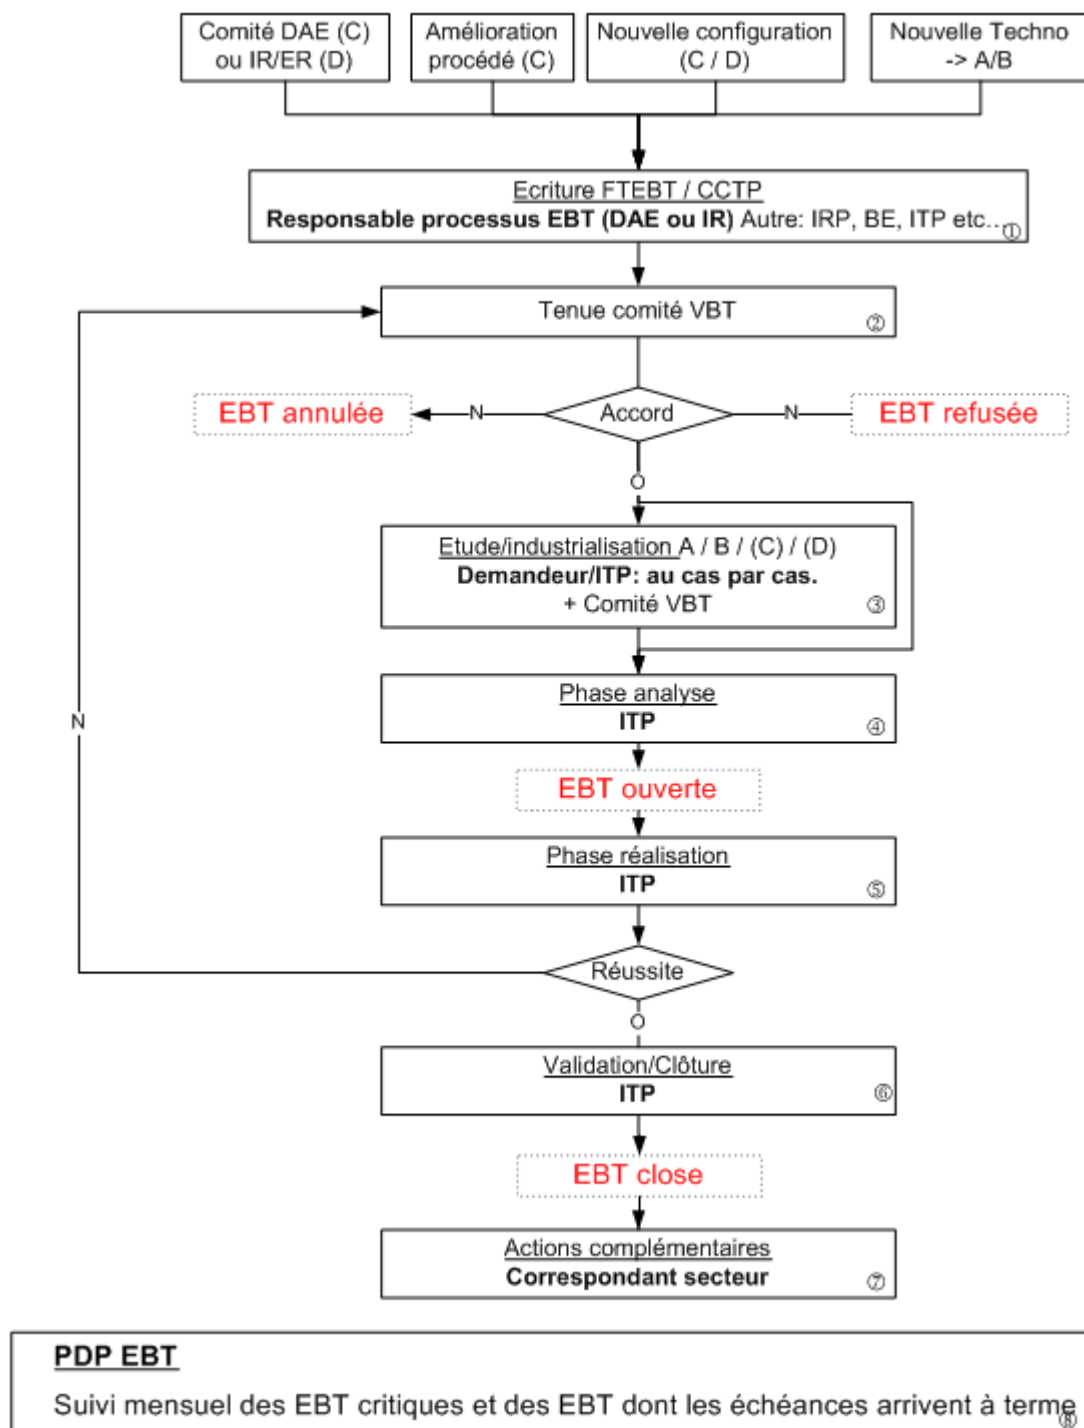 Comité DAE (C)
ou IR/ER (D)
Amélioration
procédé (C)
Nouvelle configuration
(C / D)
Nouvelle Techno
-> A/B
Ecriture FTEBT / CCTP
Responsable processus EBT (DAE ou IR) Autre: IRP, BE, ITP etc...
①
Tenue comité VBT
②
EBT annulée
N
Accord
N
EBT refusée
O
Etude/industrialisation A / B / (C) / (D)
Demandeur/ITP: au cas par cas.
+ Comité VBT
③
Phase analyse
ITP
④
N
EBT ouverte
Phase réalisation
ITP
⑤
Réussite
O
Validation/Clôture
ITP
⑥
EBT close
Actions complémentaires
Correspondant secteur
⑦
PDP EBT
Suivi mensuel des EBT critiques et des EBT dont les échéances arrivent à terme
⑧